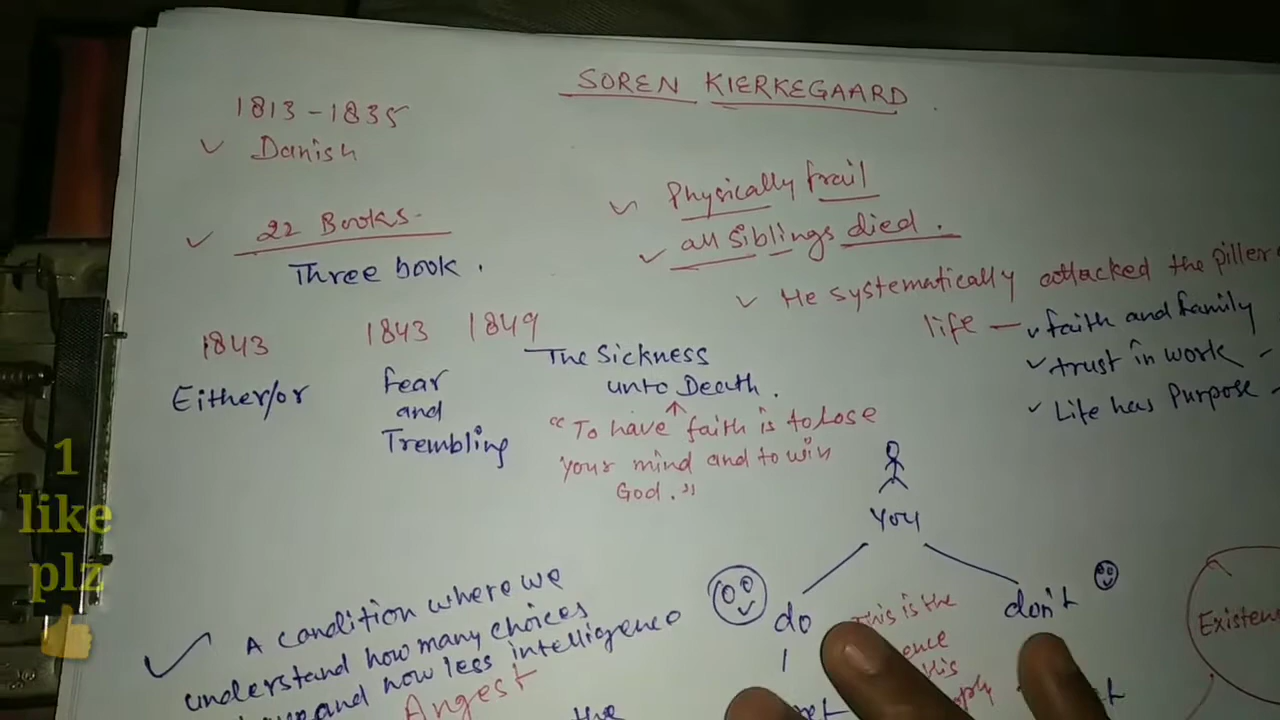 SOREN KIERKEGAARD
1813-1835
Danish
22 Books.
Three book.
Physically frail
all siblings died.
He systematically attacked the piller
life - faith and family
trust in work
Life has Purpose
1843
Either/or
1843
fear
and
Trembling
1849
The Sickness
unto Death.
"To have faith is to lose
your mind and to win
God."
You
do
don't
This is the
A condition where we
understand how many choices
and how less intelligence
Angest
the
1
like
plz